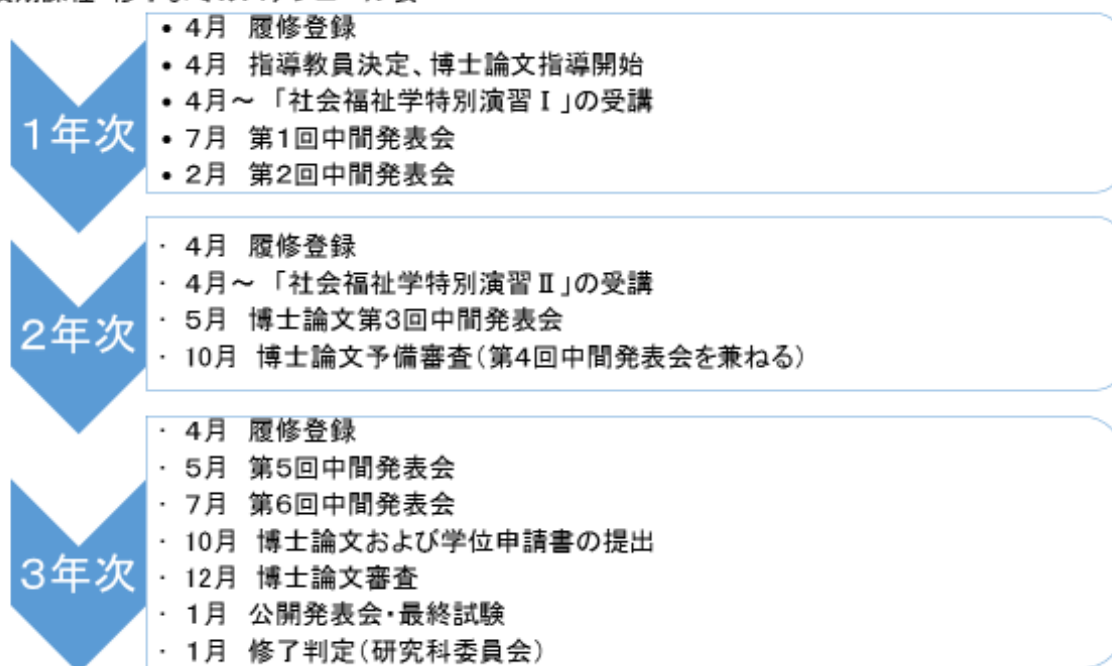 1年次
• 4月 履修登録
• 4月 指導教員決定、博士論文指導開始
• 4月～ 「社会福祉学特別演習Ⅰ」の受講
• 7月 第1回中間発表会
• 2月 第2回中間発表会
2年次
・ 4月 履修登録
・ 4月～ 「社会福祉学特別演習Ⅱ」の受講
・ 5月 博士論文第3回中間発表会
・ 10月 博士論文予備審査(第4回中間発表会を兼ねる)
3年次
・ 4月 履修登録
・ 5月 第5回中間発表会
・ 7月 第6回中間発表会
・ 10月 博士論文および学位申請書の提出
・ 12月 博士論文審査
・ 1月 公開発表会・最終試験
・ 1月 修了判定(研究科委員会)